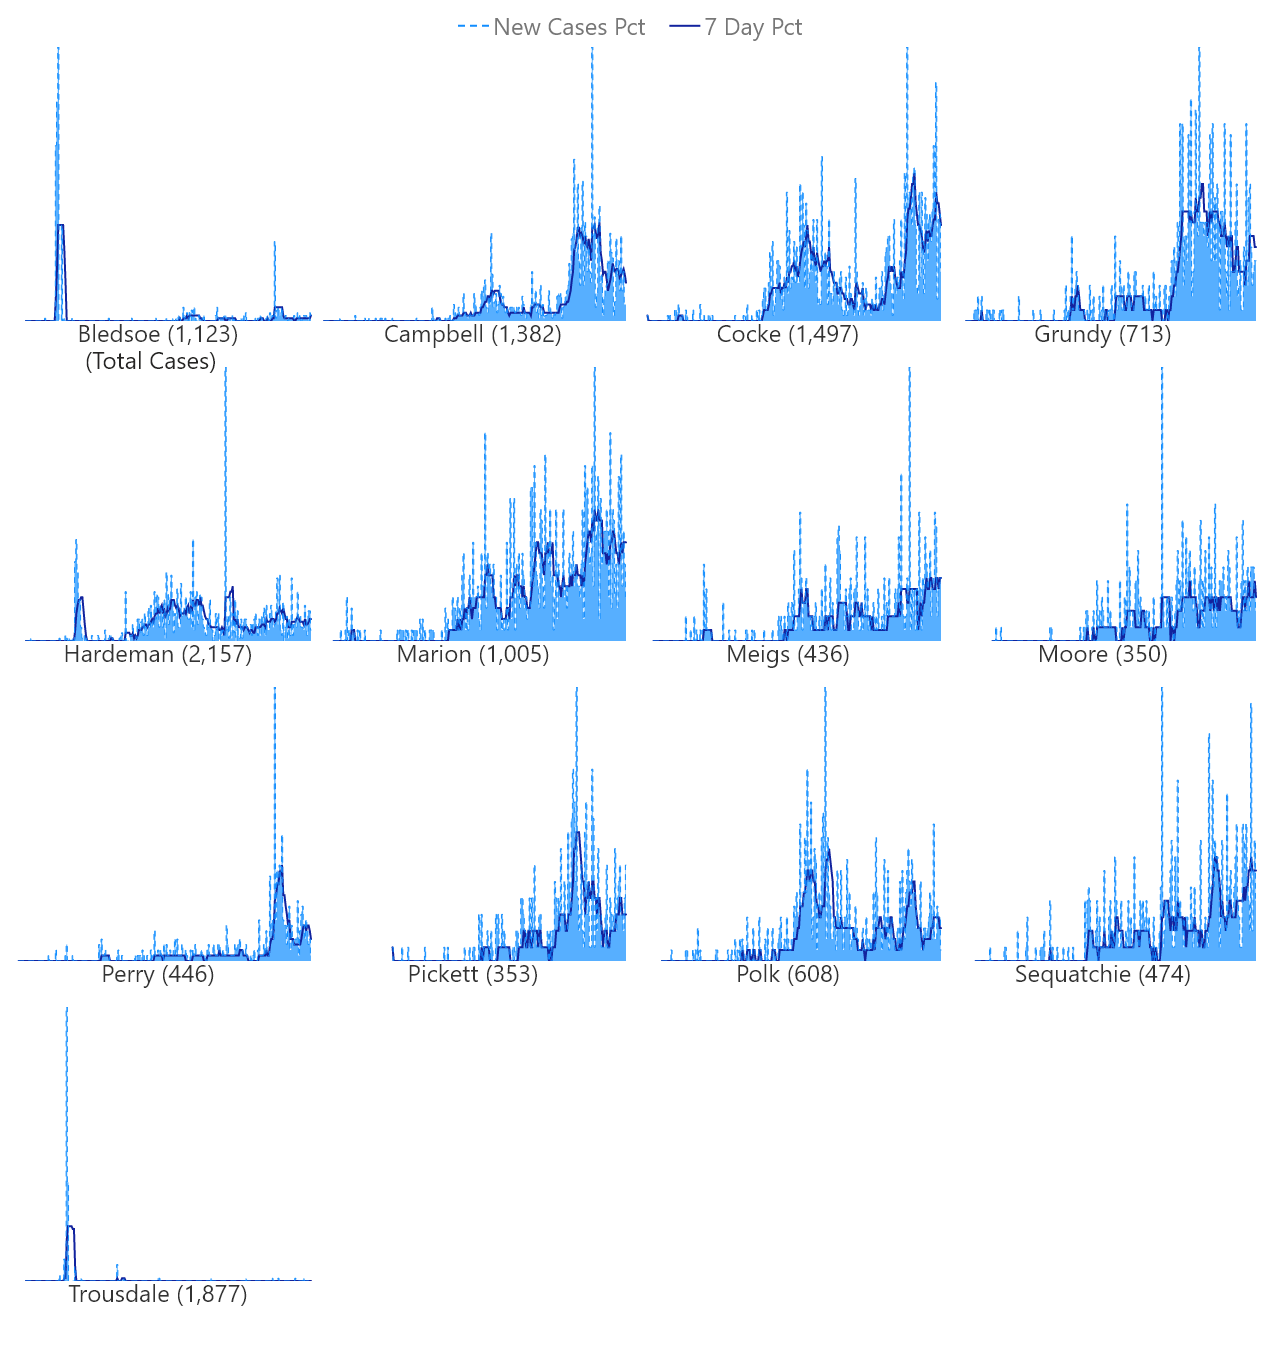 New Cases Pct 7 Day Pct
Bledsoe (1,123)
(Total Cases)
Campbell (1,382)
Cocke (1,497)
Grundy (713)
Hardeman (2,157)
Marion (1,005)
Meigs (436)
Moore (350)
Perry (446)
Pickett (353)
Polk (608)
Sequatchie (474)
Trousdale (1,877)